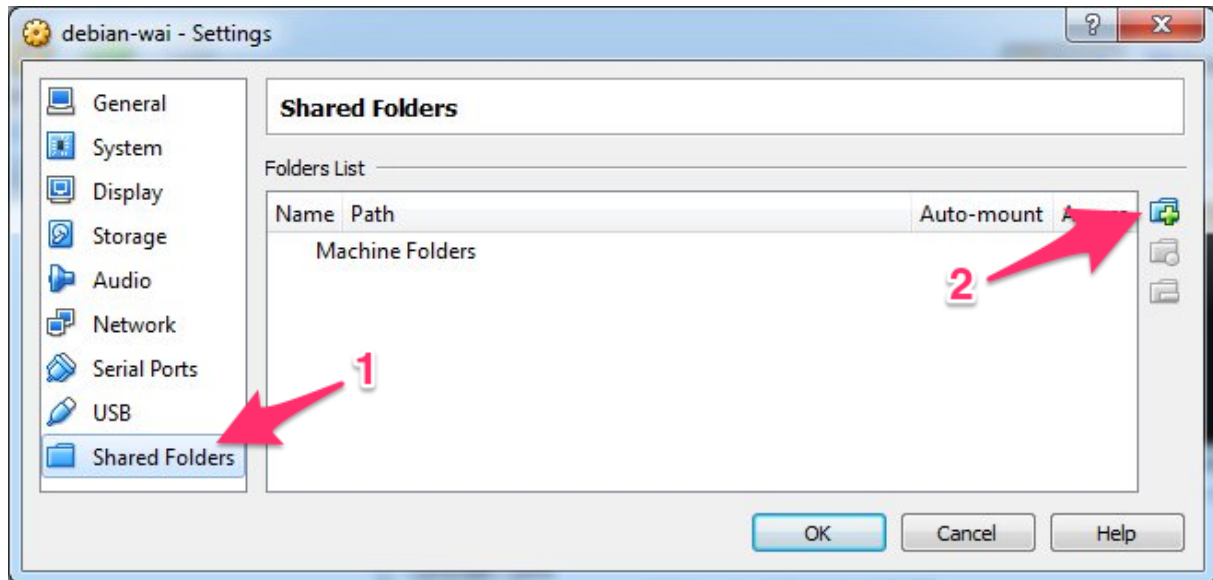 debian-wai - Settings
?
X
General
System
Display
Storage
Audio
Network
Serial Ports
USB
Shared Folders
Shared Folders
Folders List
Name Path Auto-mount
Machine Folders
1
2
OK Cancel Help